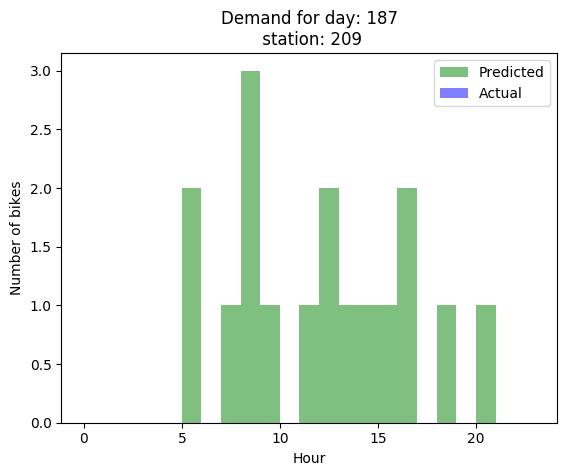 Demand for day: 187
station: 209
Predicted
Actual
3.0
2.5
2.0
1.5
1.0
0.5
0.0
Number of bikes
0
5
10
15
20
Hour